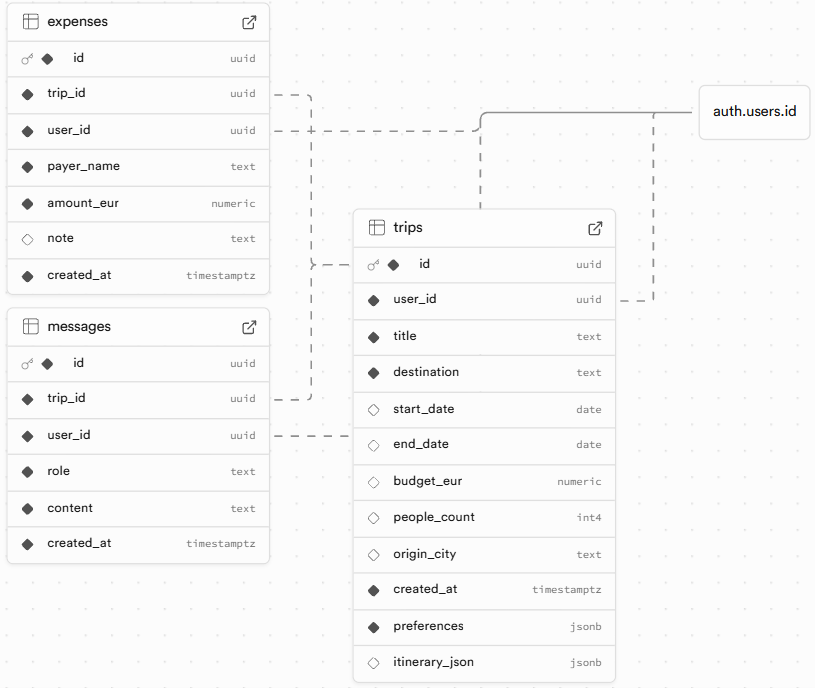 expenses
id uuid
trip_id uuid
user_id uuid
payer_name text
amount_eur numeric
note text
created_at timestamptz
messages
id uuid
trip_id uuid
user_id uuid
role text
content text
created_at timestamptz
trips
id uuid
user_id uuid
title text
destination text
start_date date
end_date date
budget_eur numeric
people_count int4
origin_city text
created_at timestamptz
preferences jsonb
itinerary_json jsonb
auth.users.id